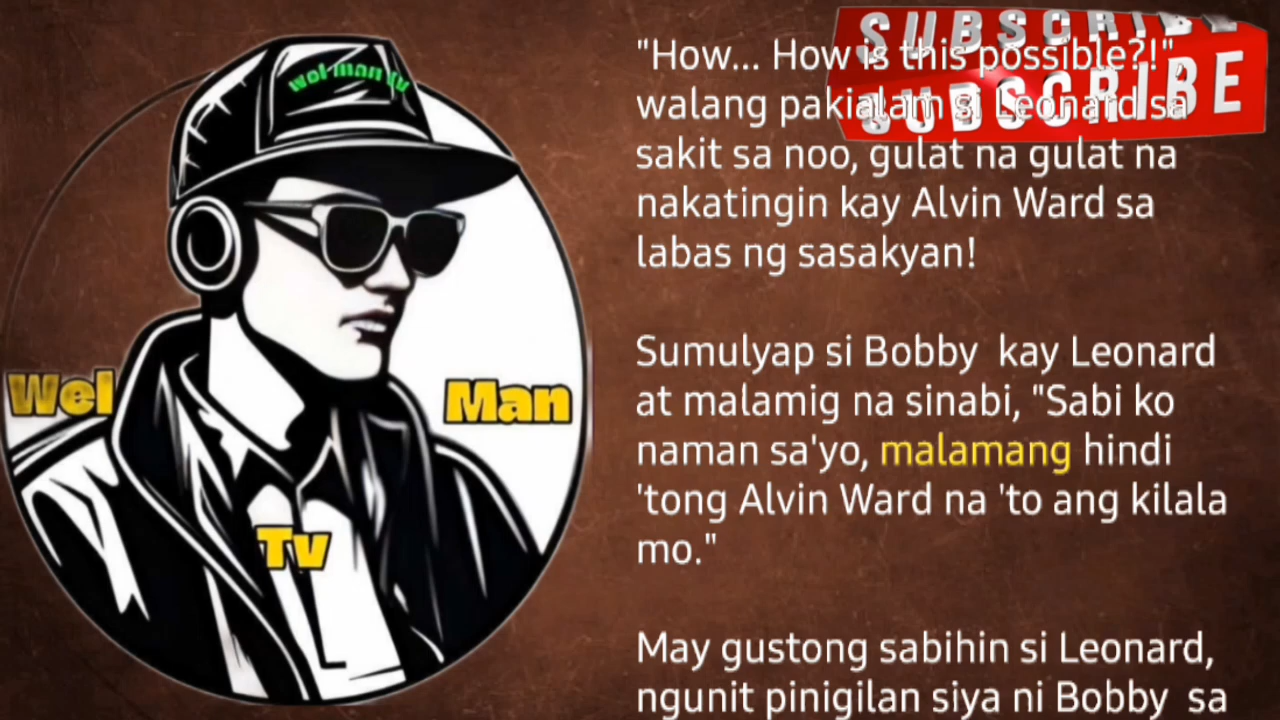 wel man tv
Wel
Man
Tv
SUBSCRIBE
SUBSCRIBE
"How... How is this possible?!",
walang pakialam si Leonard sa
sakit sa noo, gulat na gulat na
nakatingin kay Alvin Ward sa
labas ng sasakyan!
Sumulyap si Bobby kay Leonard
at malamig na sinabi, "Sabi ko
naman sa'yo, malamang hindi
'tong Alvin Ward na 'to ang kilala
mo."
May gustong sabihin si Leonard,
ngunit pinigilan siya ni Bobby sa